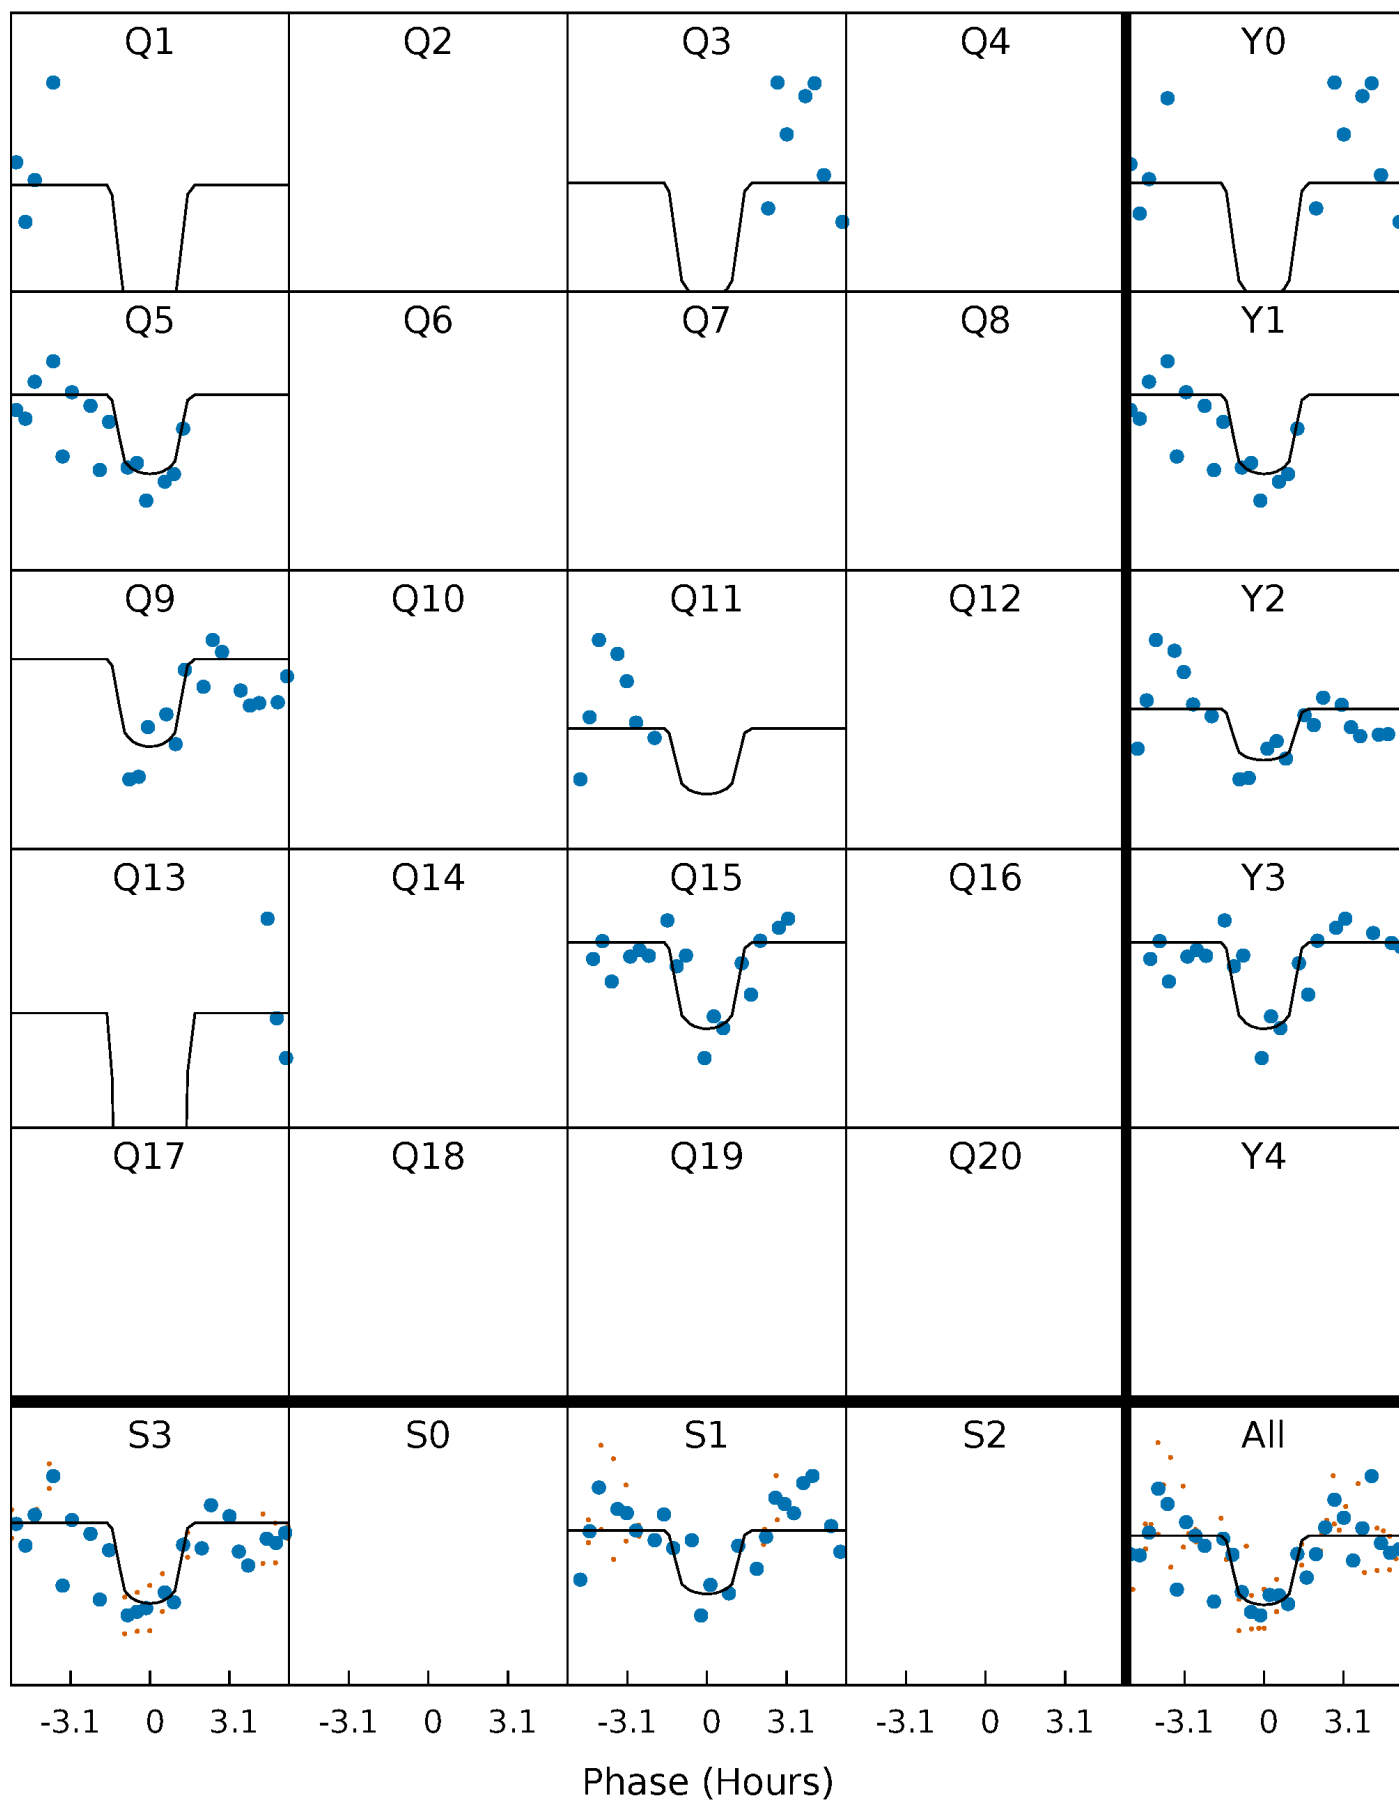 Q1 Q2 Q3 Q4 Y0
Q5 Q6 Q7 Q8 Y1
Q9 Q10 Q11 Q12 Y2
Q13 Q14 Q15 Q16 Y3
Q17 Q18 Q19 Q20 Y4
S3 S0 S1 S2 All
-3.1 0 3.1 -3.1 0 3.1 -3.1 0 3.1 -3.1 0 3.1 -3.1 0 3.1
Phase (Hours)